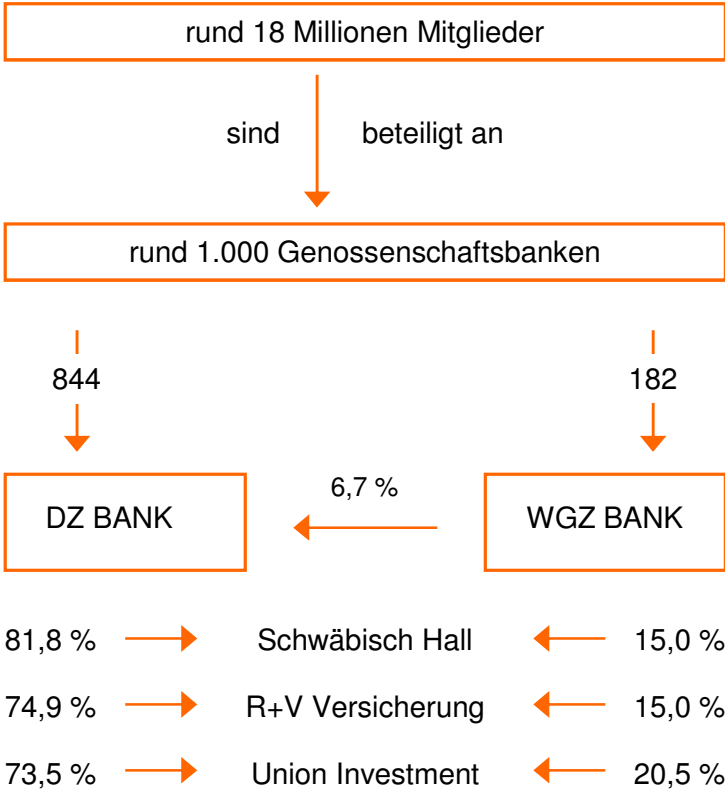 rund 18 Millionen Mitglieder
sind beteiligt an
rund 1.000 Genossenschaftsbanken
844 182
6,7 %
DZ BANK WGZ BANK
81,8 % Schwäbisch Hall 15,0 %
74,9 % R+V Versicherung 15,0 %
73,5 % Union Investment 20,5 %